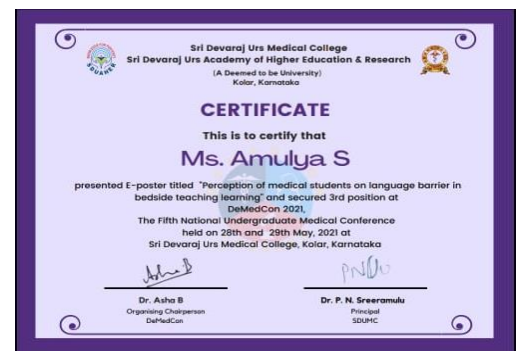 Sri Devaraj Urs Medical College
Sri Devaraj Urs Academy of Higher Education & Research
(A Deemed to be University)
Kolar, Karnataka
SDUAHER
CERTIFICATE
This is to certify that
Ms. Amulya S
presented E-poster titled "Perception of medical students on language barrier in
bedside teaching learning" and secured 3rd position at
DeMedCon 2021,
The Fifth National Undergraduate Medical Conference
held on 28th and 29th May, 2021 at
Sri Devaraj Urs Medical College, Kolar, Karnataka
Asha B
Dr. Asha B
Organising Chairperson
DeMedCon
Dr. P. N. Sreeramulu
Principal
SDUMC